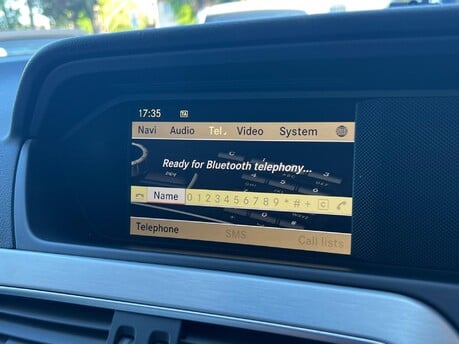 17:35 TA
Navi Audio Tel. Video System
Ready for Bluetooth telephony...
Name 0 1 2 3 4 5 6 7 8 9 * # + C
Telephone SMS Call lists